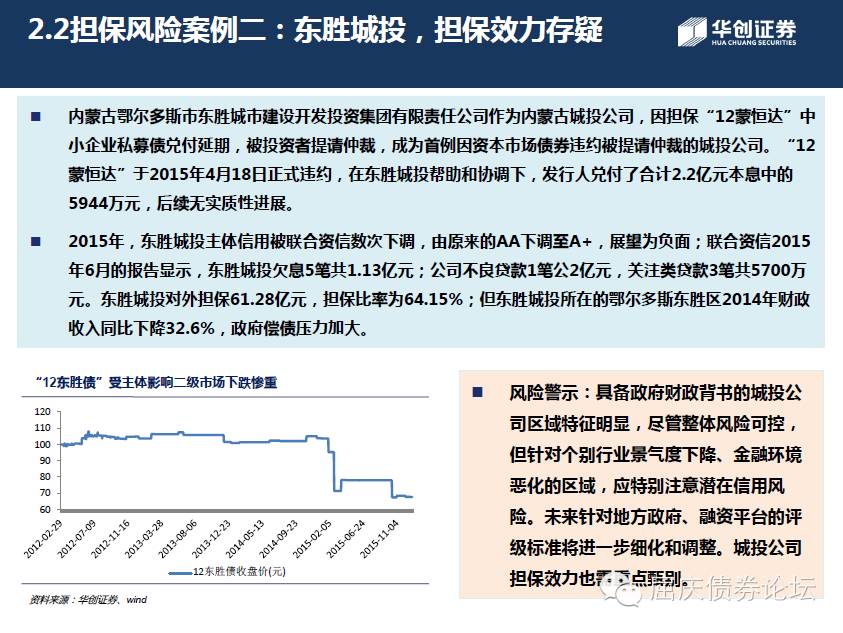 2.2担保风险案例二：东胜城投，担保效力存疑
华创证券
HUA CHUANG SECURITIES
■ 内蒙古鄂尔多斯市东胜城市建设开发投资集团有限责任公司作为内蒙古城投公司，因担保“12蒙恒达”中
小企业私募债兑付延期，被投资者提请仲裁，成为首例因资本市场债券违约被提请仲裁的城投公司。“12
蒙恒达”于2015年4月18日正式违约，在东胜城投帮助和协调下，发行人兑付了合计2.2亿元本息中的
5944万元，后续无实质性进展。
■ 2015年，东胜城投主体信用被联合资信数次下调，由原来的AA下调至A+，展望为负面；联合资信2015
年6月的报告显示，东胜城投欠息5笔共1.13亿元；公司不良贷款1笔公2亿元，关注类贷款3笔共5700万
元。东胜城投对外担保61.28亿元，担保比率为64.15%；但东胜城投所在的鄂尔多斯东胜区2014年财政
收入同比下降32.6%，政府偿债压力加大。
“12东胜债”受主体影响二级市场下跌惨重
120
110
100
90
80
70
60
2012-02-29
2012-07-09
2012-11-16
2013-03-28
2013-08-06
2013-12-23
2014-05-13
2014-09-23
2015-02-05
2015-06-24
2015-11-04
12东胜债收盘价(元)
资料来源：华创证券、wind
■ 风险警示：具备政府财政背书的城投公
司区域特征明显，尽管整体风险可控，
但针对个别行业景气度下降、金融环境
恶化的区域，应特别注意潜在信用风
险。未来针对地方政府、融资平台的评
级标准将进一步细化和调整。城投公司
担保效力也需重点甄别。
屈庆债券论坛